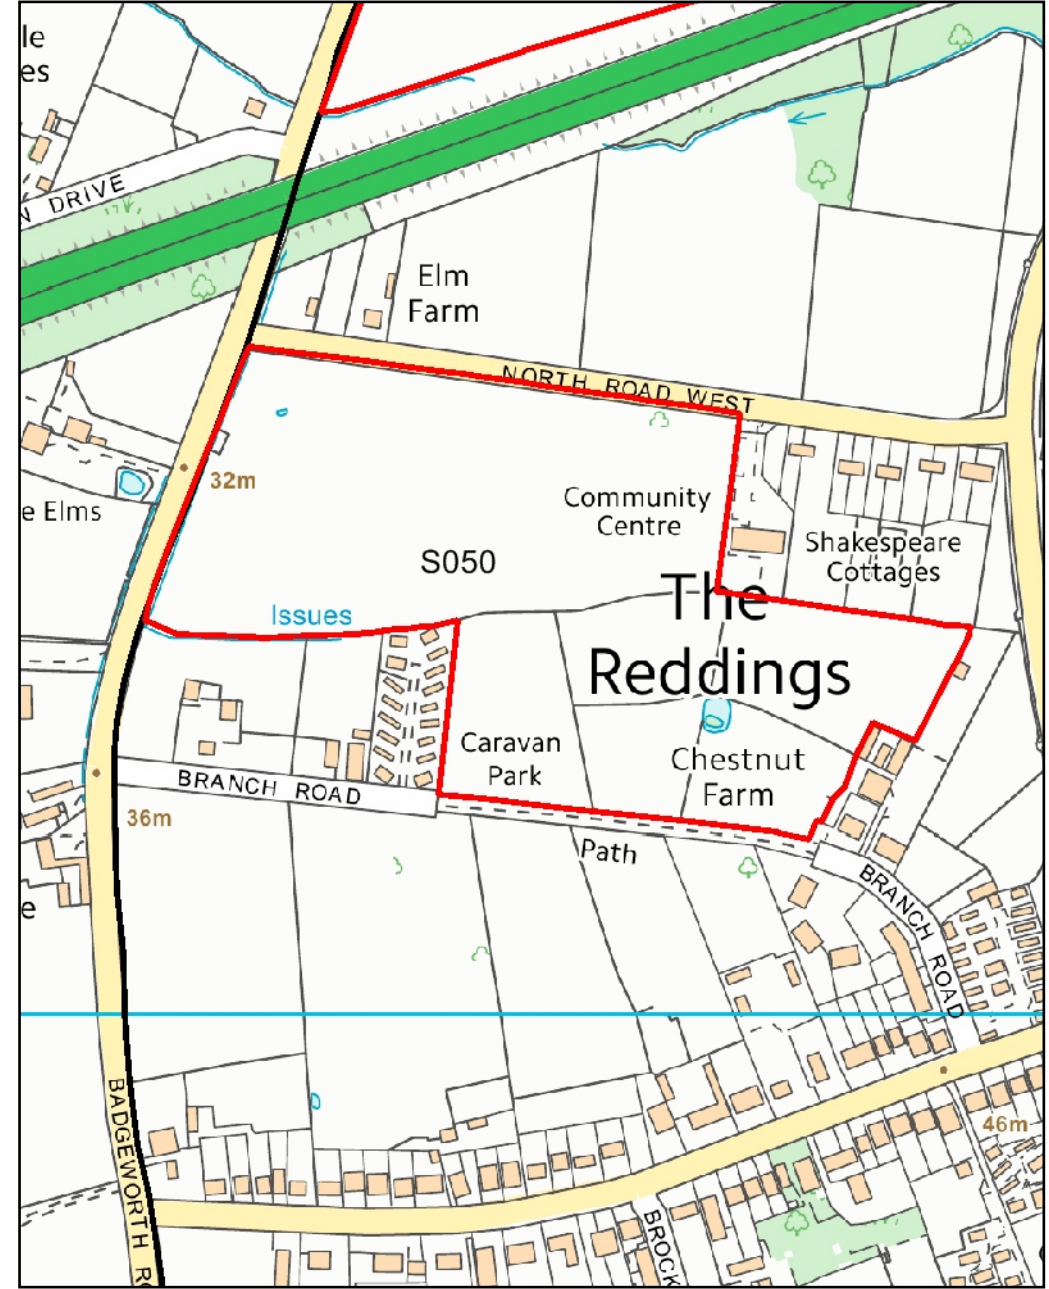 le
es
N DRIVE
Elm
Farm
NORTH ROAD WEST
32m
Community
Centre
e Elms
Shakespeare
Cottages
S050
The
Reddings
Issues
Caravan
Park
Chestnut
Farm
BRANCH ROAD
36m
Path
BRANCH ROAD
e
BADGEWORTH RO
46m
BROCK